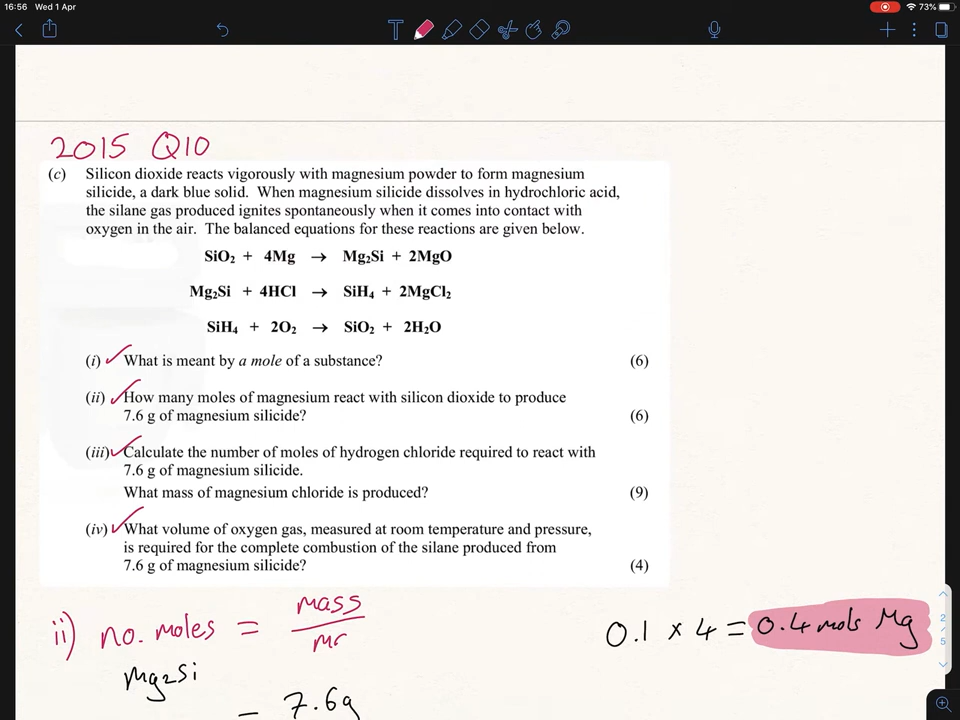 16:56 Wed 1 Apr
73%
2015 Q10
(c) Silicon dioxide reacts vigorously with magnesium powder to form magnesium
silicide, a dark blue solid. When magnesium silicide dissolves in hydrochloric acid,
the silane gas produced ignites spontaneously when it comes into contact with
oxygen in the air. The balanced equations for these reactions are given below.
SiO₂ + 4Mg → Mg₂Si + 2MgO
Mg₂Si + 4HCl → SiH₄ + 2MgCl₂
SiH₄ + 2O₂ → SiO₂ + 2H₂O
(i) What is meant by a mole of a substance? (6)
(ii) How many moles of magnesium react with silicon dioxide to produce
7.6 g of magnesium silicide? (6)
(iii) Calculate the number of moles of hydrogen chloride required to react with
7.6 g of magnesium silicide.
What mass of magnesium chloride is produced? (9)
(iv) What volume of oxygen gas, measured at room temperature and pressure,
is required for the complete combustion of the silane produced from
7.6 g of magnesium silicide? (4)
ii) no. moles = mass / mr
Mg2Si
= 7.6g
0.1 x 4 = 0.4 mols Mg
2
5